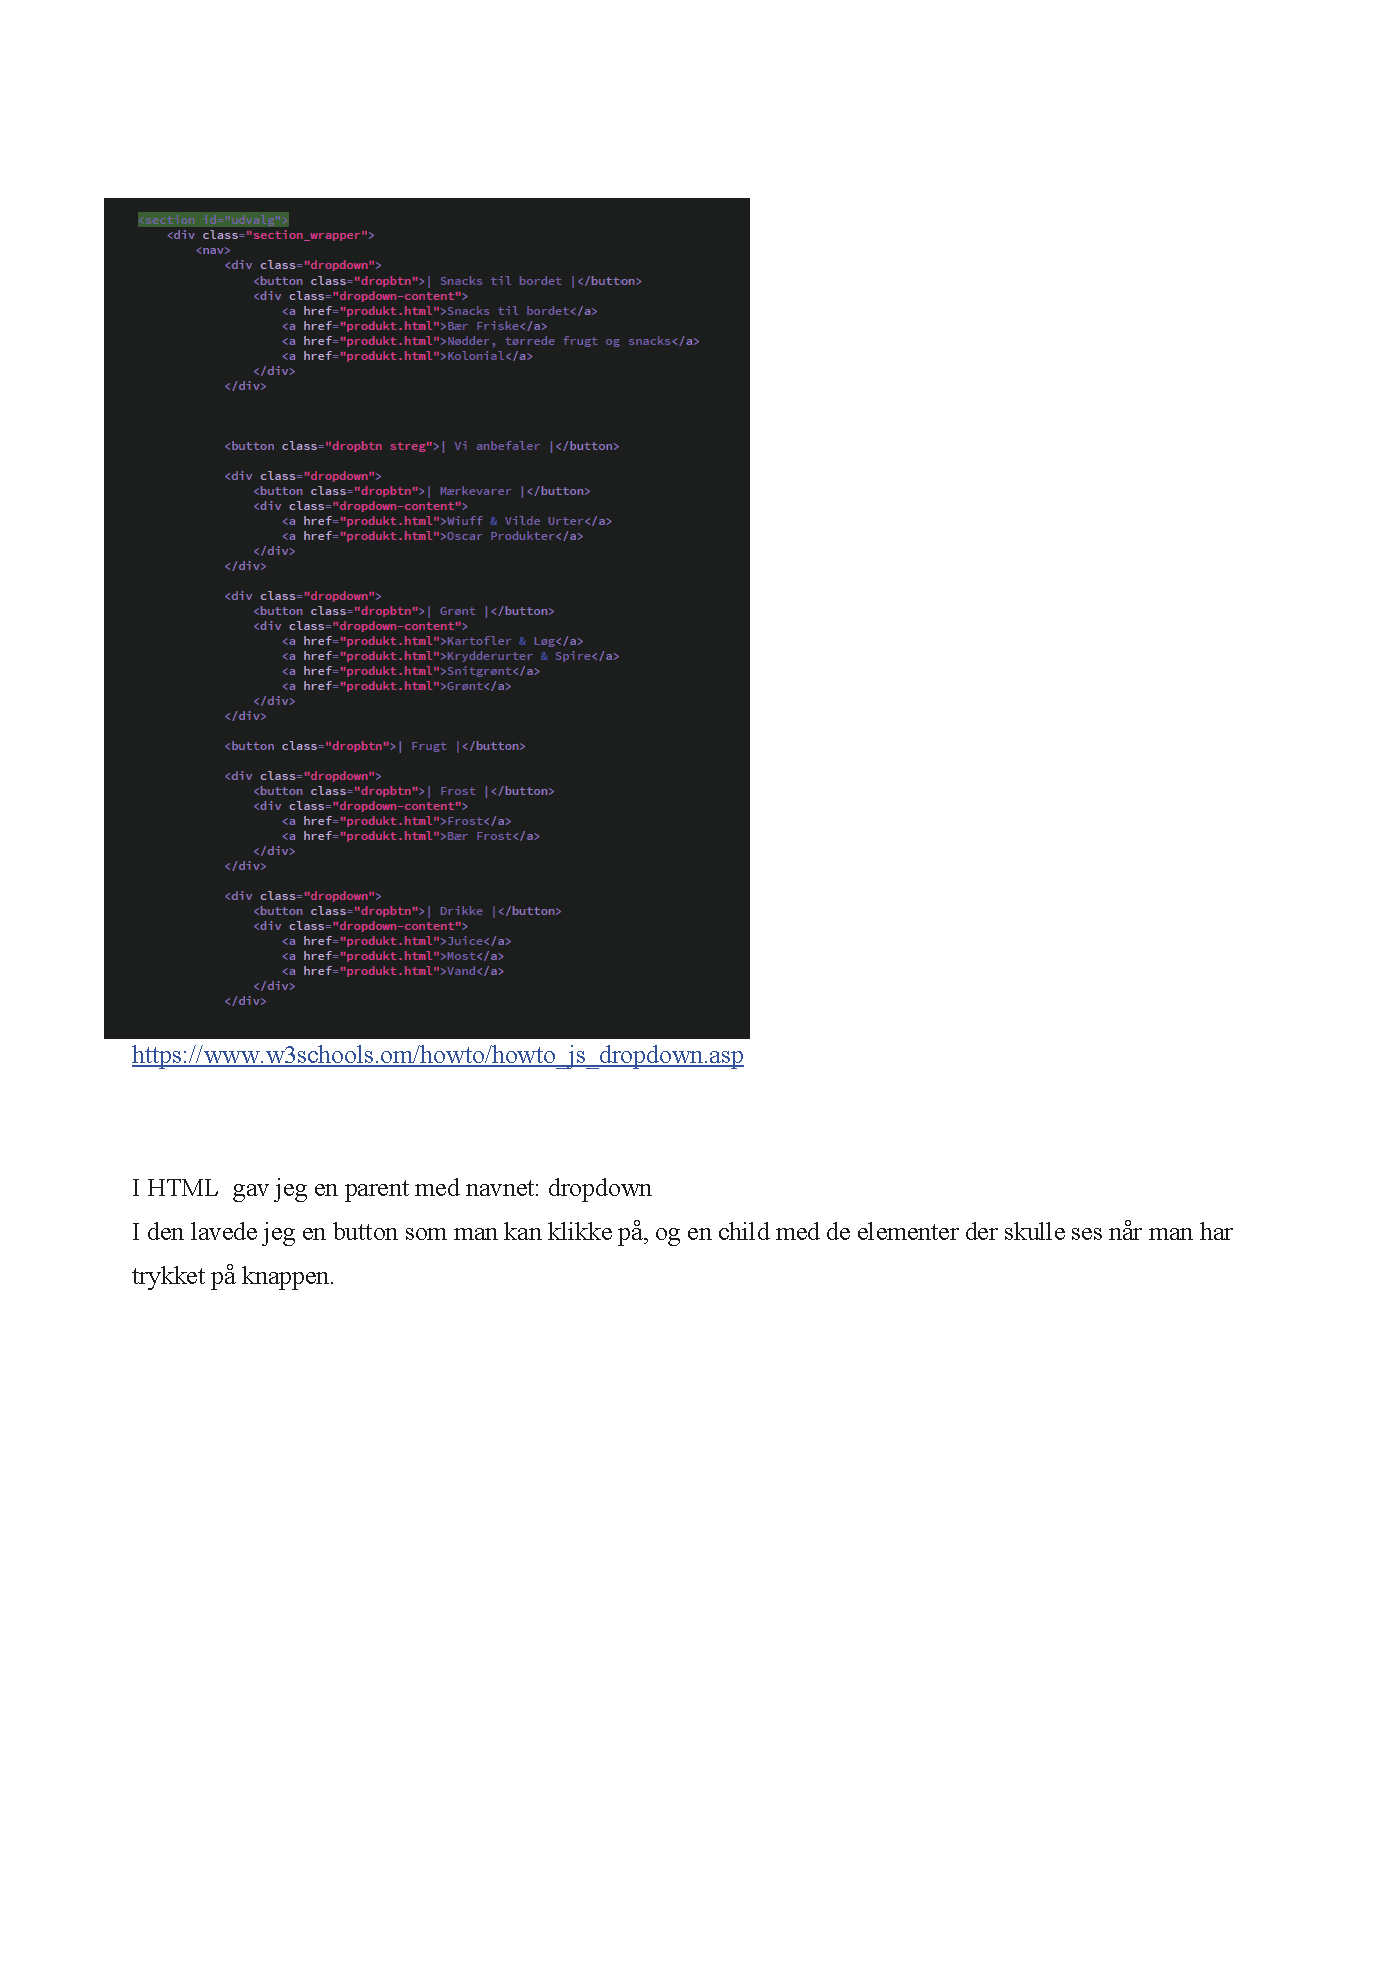 <section id="udvalg">
<div class="section_wrapper">
<nav>
<div class="dropdown">
<button class="dropbtn">| Snacks til bordet |</button>
<div class="dropdown-content">
<a href="produkt.html">Snacks til bordet</a>
<a href="produkt.html">Bær Friske</a>
<a href="produkt.html">Nødder, tørrede frugt og snacks</a>
<a href="produkt.html">Kolonial</a>
</div>
</div>
<button class="dropbtn streg">| Vi anbefaler |</button>
<div class="dropdown">
<button class="dropbtn">| Mærkevarer |</button>
<div class="dropdown-content">
<a href="produkt.html">Wiuff & Vilde Urter</a>
<a href="produkt.html">Oscar Produkter</a>
</div>
</div>
<div class="dropdown">
<button class="dropbtn">| Grønt |</button>
<div class="dropdown-content">
<a href="produkt.html">Kartofler & Løg</a>
<a href="produkt.html">Krydderurter & Spire</a>
<a href="produkt.html">Snitgrønt</a>
<a href="produkt.html">Grønt</a>
</div>
</div>
<button class="dropbtn">| Frugt |</button>
<div class="dropdown">
<button class="dropbtn">| Frost |</button>
<div class="dropdown-content">
<a href="produkt.html">Frost</a>
<a href="produkt.html">Bær Frost</a>
</div>
</div>
<div class="dropdown">
<button class="dropbtn">| Drikke |</button>
<div class="dropdown-content">
<a href="produkt.html">Juice</a>
<a href="produkt.html">Most</a>
<a href="produkt.html">Vand</a>
</div>
</div>
https://www.w3schools.om/howto/howto_js_dropdown.asp
I HTML  gav jeg en parent med navnet: dropdown
I den lavede jeg en button som man kan klikke på, og en child med de elementer der skulle ses når man har
trykket på knappen.